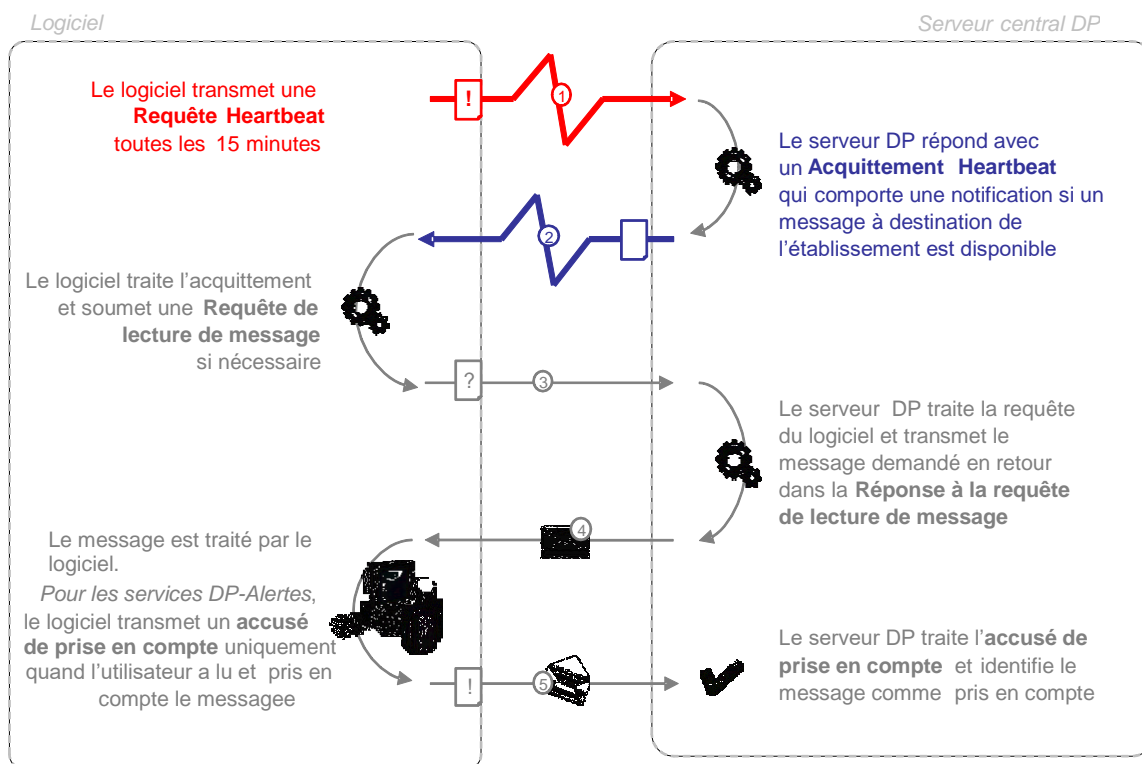 Logiciel
Serveur central DP
Le logiciel transmet une
Requête Heartbeat
toutes les 15 minutes
!
1
Le serveur DP répond avec
un Acquittement Heartbeat
qui comporte une notification si un
message à destination de
l'établissement est disponible
2
Le logiciel traite l'acquittement
et soumet une Requête de
lecture de message
si nécessaire
?
3
Le serveur DP traite la requête
du logiciel et transmet le
message demandé en retour
dans la Réponse à la requête
de lecture de message
4
Le message est traité par le
logiciel.
Pour les services DP-Alertes,
le logiciel transmet un accusé
de prise en compte uniquement
quand l'utilisateur a lu et pris en
compte le messagee
!
5
Le serveur DP traite l'accusé de
prise en compte et identifie le
message comme pris en compte